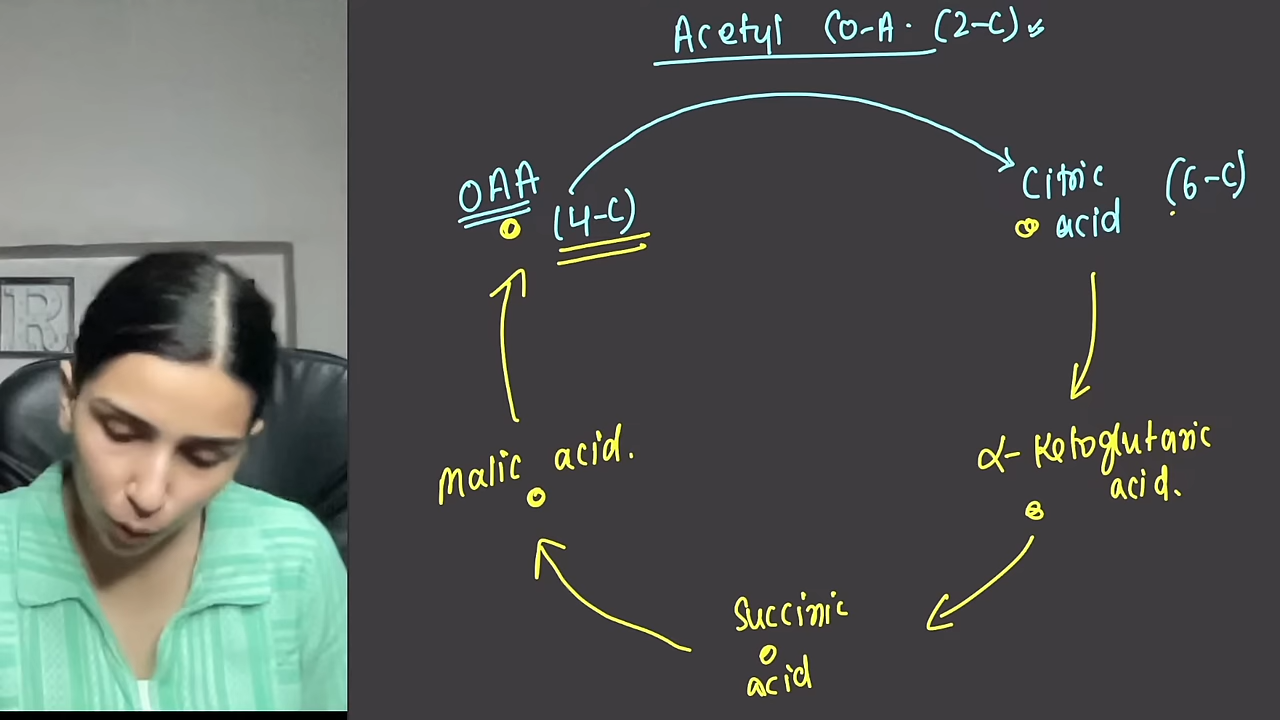 Acetyl Co-A. (2-C)
OAA
(4-C)
Citric
acid
(6-C)
α-Ketoglutaric
acid.
Succinic
acid
Malic acid.
R